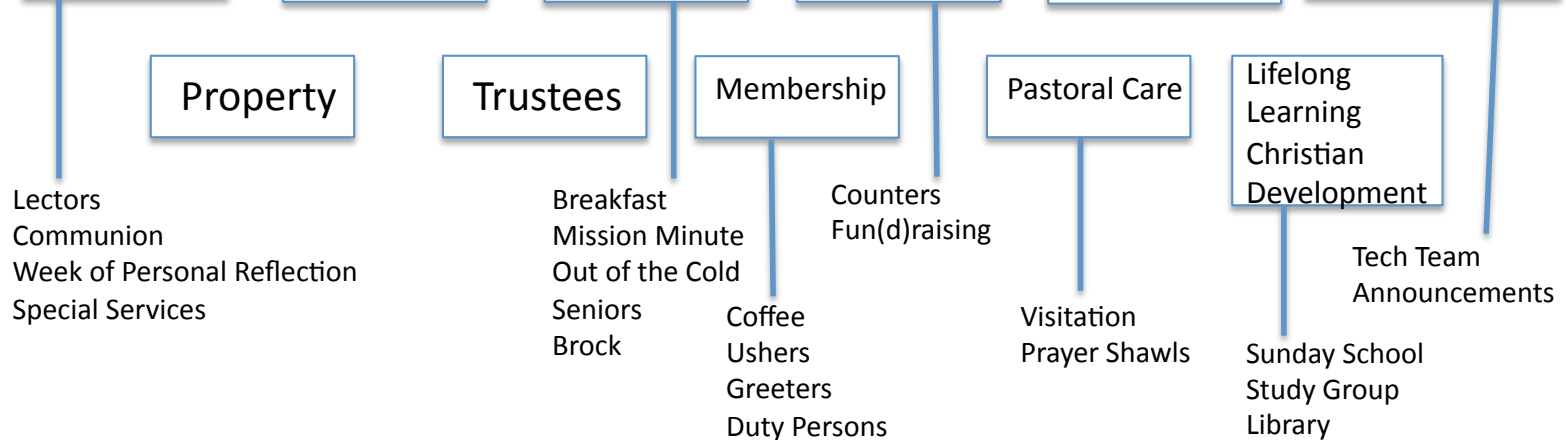 Property
Trustees
Membership
Pastoral Care
Lifelong
Learning
Christian
Development
Lectors
Communion
Week of Personal Reflection
Special Services
Breakfast
Mission Minute
Out of the Cold
Seniors
Brock
Coffee
Ushers
Greeters
Duty Persons
Counters
Fun(d)raising
Visitation
Prayer Shawls
Sunday School
Study Group
Library
Tech Team
Announcements